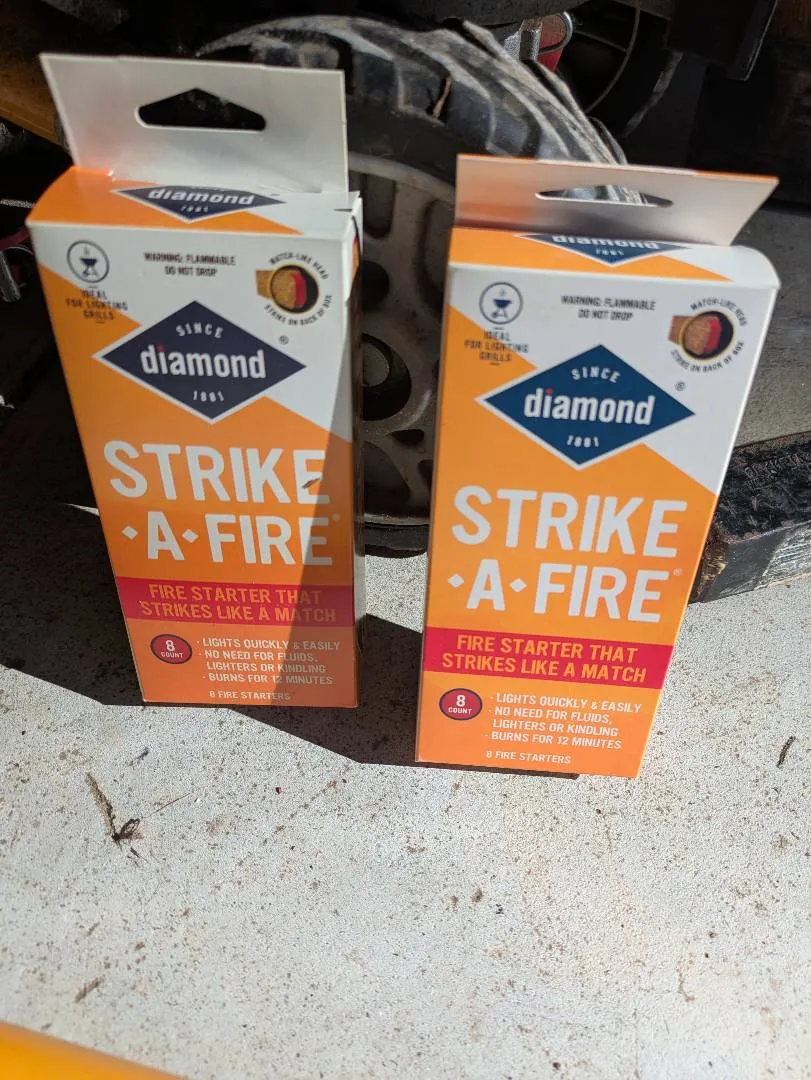 diamond
1881
IDEAL
FOR LIGHTING
GRILLS
WARNING: FLAMMABLE
DO NOT DROP
MATCH-LIKE HEAD
STRIKE ON BACK OF BOX
SINCE
diamond®
1881
STRIKE
·A·FIRE®
FIRE STARTER THAT
STRIKES LIKE A MATCH
8
COUNT
· LIGHTS QUICKLY & EASILY
· NO NEED FOR FLUIDS,
LIGHTERS OR KINDLING
· BURNS FOR 12 MINUTES
8 FIRE STARTERS
diamond
IDEAL
FOR LIGHTING
GRILLS
WARNING: FLAMMABLE
DO NOT DROP
MATCH-LIKE HEAD
STRIKE ON BACK OF BOX
SINCE
diamond®
1881
STRIKE
·A·FIRE®
FIRE STARTER THAT
STRIKES LIKE A MATCH
8
COUNT
· LIGHTS QUICKLY & EASILY
· NO NEED FOR FLUIDS,
LIGHTERS OR KINDLING
· BURNS FOR 12 MINUTES
8 FIRE STARTERS